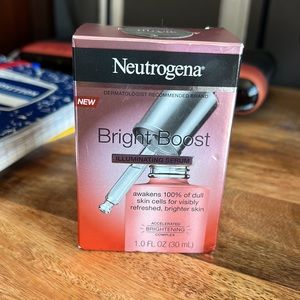 Neutrogena®
DERMATOLOGIST RECOMMENDED BRAND
NEW
Bright Boost
ILLUMINATING SERUM
awakens 100% of dull
skin cells for visibly
refreshed, brighter skin
ACCELERATED
BRIGHTENING
COMPLEX
1.0 FL OZ (30 mL)